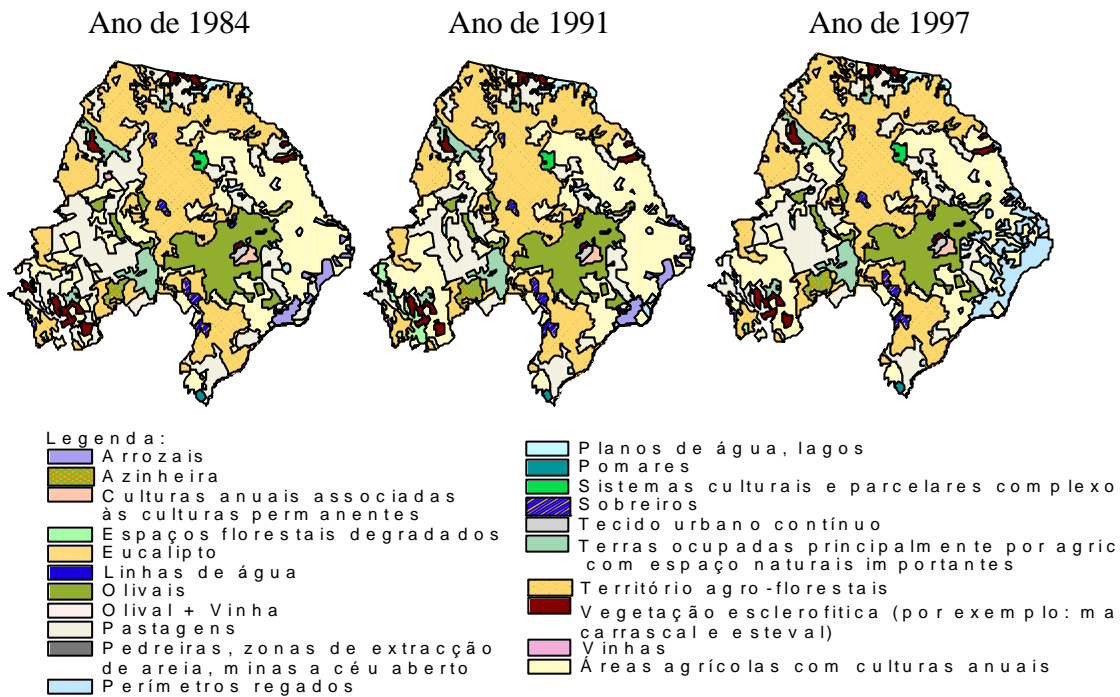 Ano de 1984
Ano de 1991
Ano de 1997
Legenda:
Arrozais
Azinheira
Culturas anuais associadas
às culturas permanentes
Espaços florestais degradados
Eucalipto
Linhas de água
Olivais
Olival + Vinha
Pastagens
Pedreiras, zonas de extracção
de areia, minas a céu aberto
Perímetros regados
Planos de água, lagos
Pomares
Sistemas culturais e parcelares complexo
Sobreiros
Tecido urbano contínuo
Terras ocupadas principalmente por agric
com espaço naturais importantes
Território agro-florestais
Vegetação esclerofitica (por exemplo: ma
carrascal e esteval)
Vinhas
Áreas agrícolas com culturas anuais